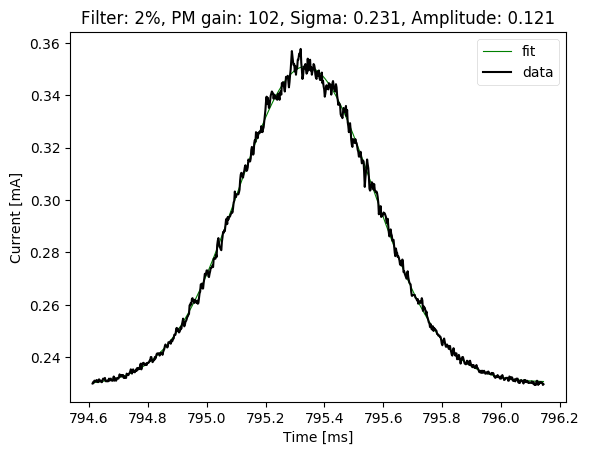 Filter: 2%, PM gain: 102, Sigma: 0.231, Amplitude: 0.121
fit
data
0.36
0.34
0.32
0.30
0.28
0.26
0.24
Current [mA]
794.6 794.8 795.0 795.2 795.4 795.6 795.8 796.0 796.2
Time [ms]